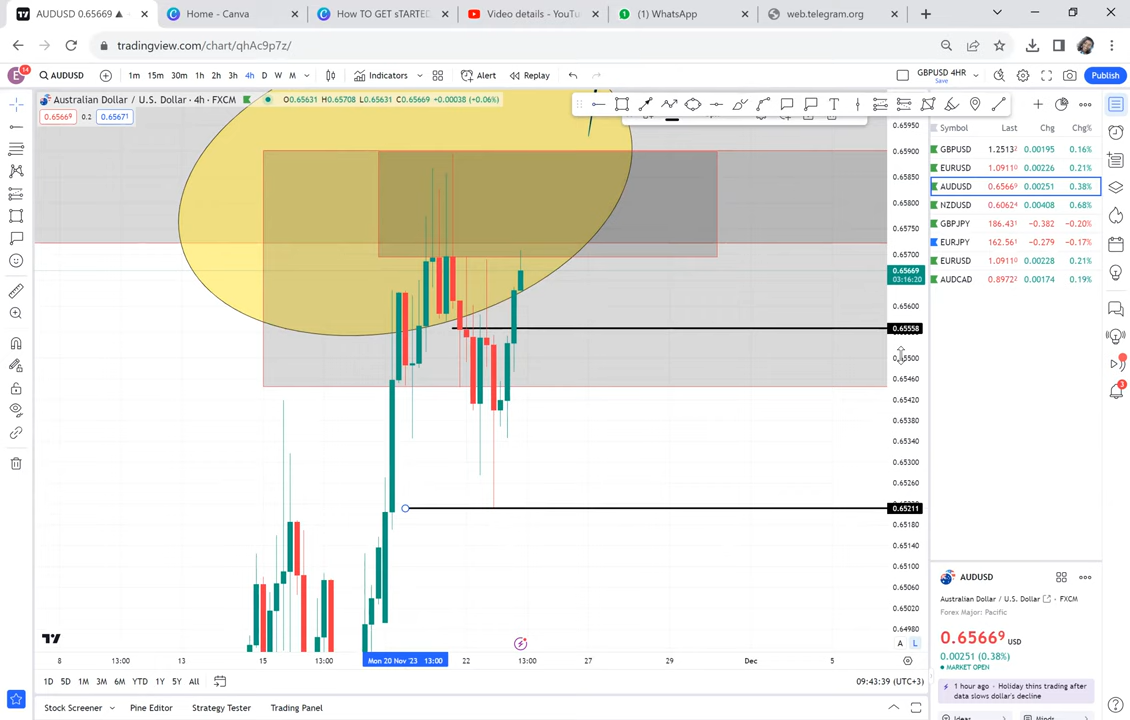 AUDUSD 0.65669 ▲
Home - Canva
How TO GET sTARTED
Video details - YouTu
(1) WhatsApp
web.telegram.org
tradingview.com/chart/qhAc9p7z/
E
14
AUDUSD
1m 15m 30m 1h 2h 3h 4h D W M
Indicators
Alert
Replay
GBPUSD 4HR
Save
Publish
Australian Dollar / U.S. Dollar · 4h · FXCM
O0.65631 H0.65708 L0.65631 C0.65669 +0.00038 (+0.06%)
0.65669 0.2 0.65671
Symbol Last Chg Chg%
GBPUSD 1.25132 0.00195 0.16%
EURUSD 1.09110 0.00226 0.21%
AUDUSD 0.65669 0.00251 0.38%
NZDUSD 0.60624 0.00408 0.68%
GBPJPY 186.431 −0.382 −0.20%
EURJPY 162.561 −0.279 −0.17%
EURUSD 1.09110 0.00228 0.21%
AUDCAD 0.89722 0.00174 0.19%
0.65950
0.65900
0.65850
0.65800
0.65750
0.65700
0.65669
03:16:20
0.65600
0.65558
0.65500
0.65460
0.65420
0.65380
0.65340
0.65300
0.65260
0.65211
0.65180
0.65140
0.65100
0.65060
0.65020
0.64980
A L
8 13:00 13 15 13:00 Mon 20 Nov '23 13:00 22 13:00 27 29 Dec 5
1D 5D 1M 3M 6M YTD 1Y 5Y All
09:43:39 (UTC+3)
Stock Screener
Pine Editor
Strategy Tester
Trading Panel
AUDUSD
Australian Dollar / U.S. Dollar · FXCM
Forex Major: Pacific
0.65669 USD
0.00251 (0.38%)
MARKET OPEN
1 hour ago • Holiday thins trading after
data slows dollar's decline
Ideas
Minds
3